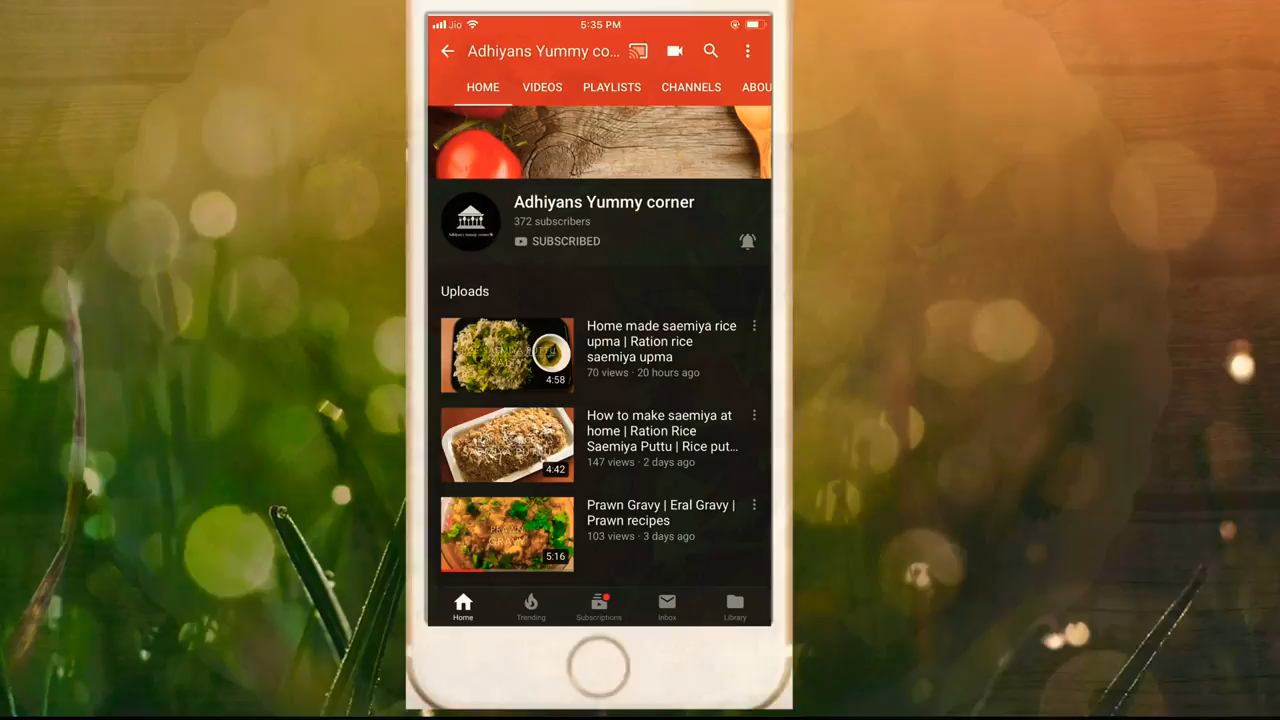 Jio
5:35 PM
Adhiyans Yummy co...
HOME VIDEOS PLAYLISTS CHANNELS ABOU
Adhiyans Yummy corner
372 subscribers
SUBSCRIBED
Uploads
Home made saemiya rice
upma | Ration rice
saemiya upma
70 views · 20 hours ago
4:58
How to make saemiya at
home | Ration Rice
Saemiya Puttu | Rice put...
147 views · 2 days ago
4:42
Prawn Gravy | Eral Gravy |
Prawn recipes
103 views · 3 days ago
PRAWN
GRAVY
5:16
Home Trending Subscriptions Inbox Library